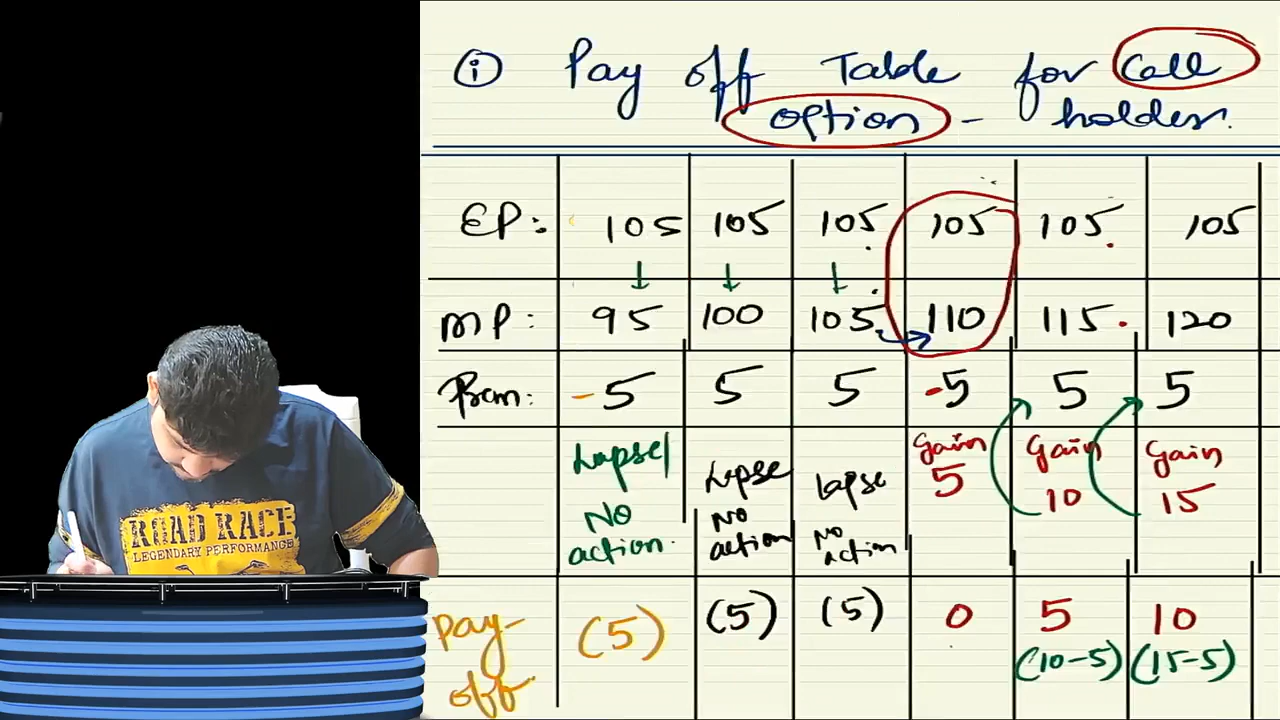 (i) Pay off Table for Call
option - holder.
EP: 105 105 105 105 105 105
MP: 95 100 105 110 115 120
Prem: - 5 5 5 -5 5 5
Lapse/ Lapse Lapse Gain Gain Gain
5 10 15
No No No
action. action action
Pay- (5) (5) (5) 0 5 10
off (10-5) (15-5)
ROAD RACE
LEGENDARY PERFORMANCE